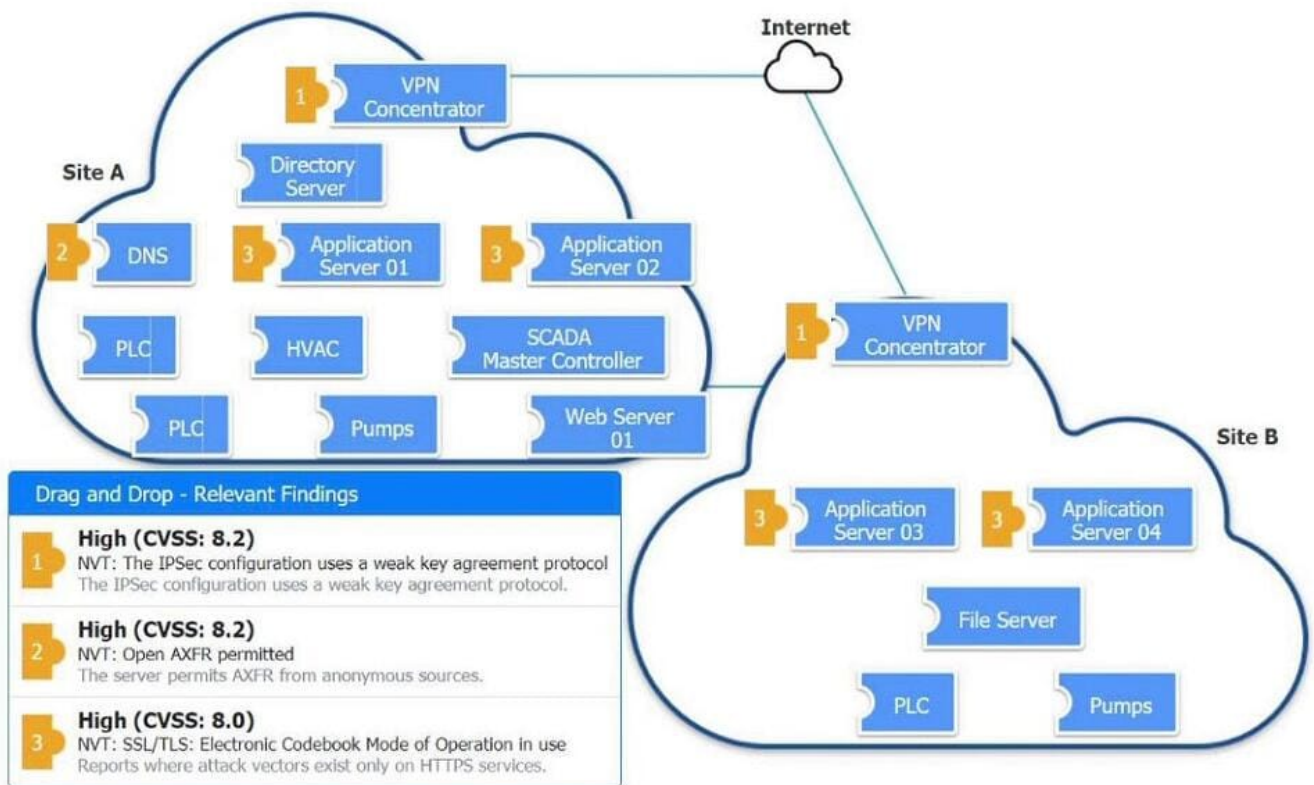 Internet
1
VPN
Concentrator
Site A
Directory
Server
2
DNS
3
Application
Server 01
3
Application
Server 02
PLC
HVAC
SCADA
Master Controller
1
VPN
Concentrator
PLC
Pumps
Web Server
01
Site B
Drag and Drop - Relevant Findings
1
High (CVSS: 8.2)
NVT: The IPSec configuration uses a weak key agreement protocol
The IPSec configuration uses a weak key agreement protocol.
2
High (CVSS: 8.2)
NVT: Open AXFR permitted
The server permits AXFR from anonymous sources.
3
High (CVSS: 8.0)
NVT: SSL/TLS: Electronic Codebook Mode of Operation in use
Reports where attack vectors exist only on HTTPS services.
3
Application
Server 03
3
Application
Server 04
File Server
PLC
Pumps